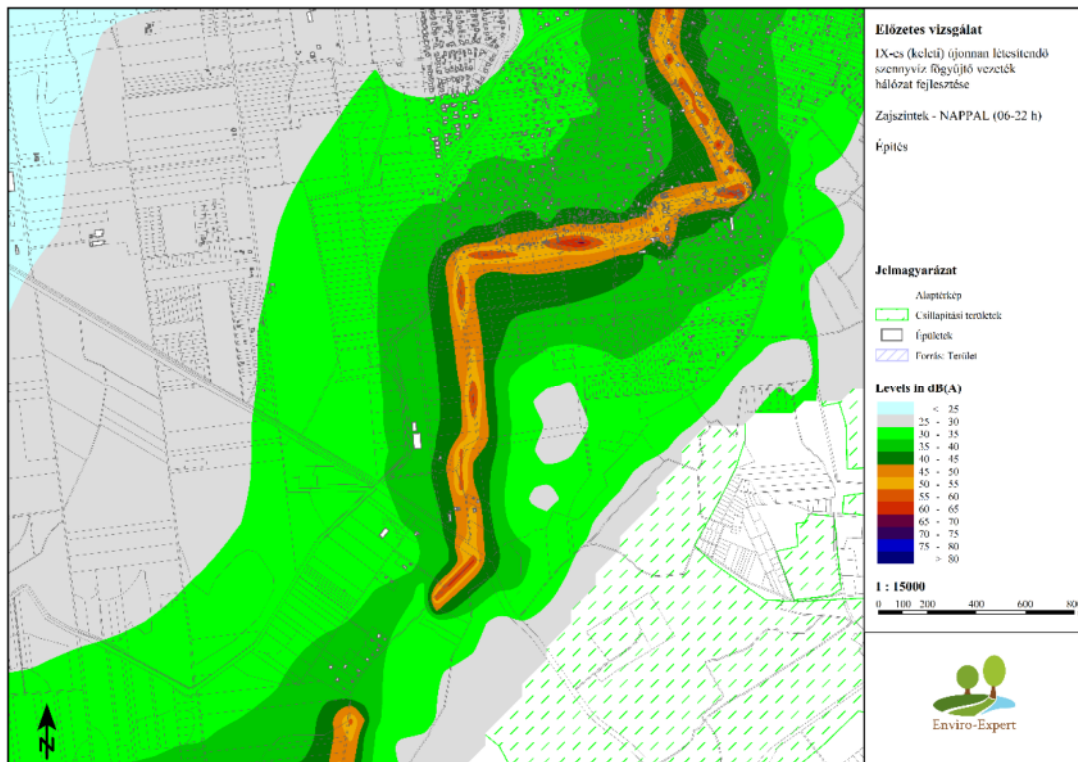 Előzetes vizsgálat
IX-es (keleti) újonnan létesítendő
szennyvíz főgyűjtő vezeték
hálózat fejlesztése
Zajszintek - NAPPAL (06-22 h)
Építés
Jelmagyarázat
Alaptérkép
Csillapítási területek
Épületek
Forrás: Terület
Levels in dB(A)
< 25
25 - 30
30 - 35
35 - 40
40 - 45
45 - 50
50 - 55
55 - 60
60 - 65
65 - 70
70 - 75
75 - 80
> 80
1 : 15000
0 100 200 400 600 800
Enviro-Expert
N